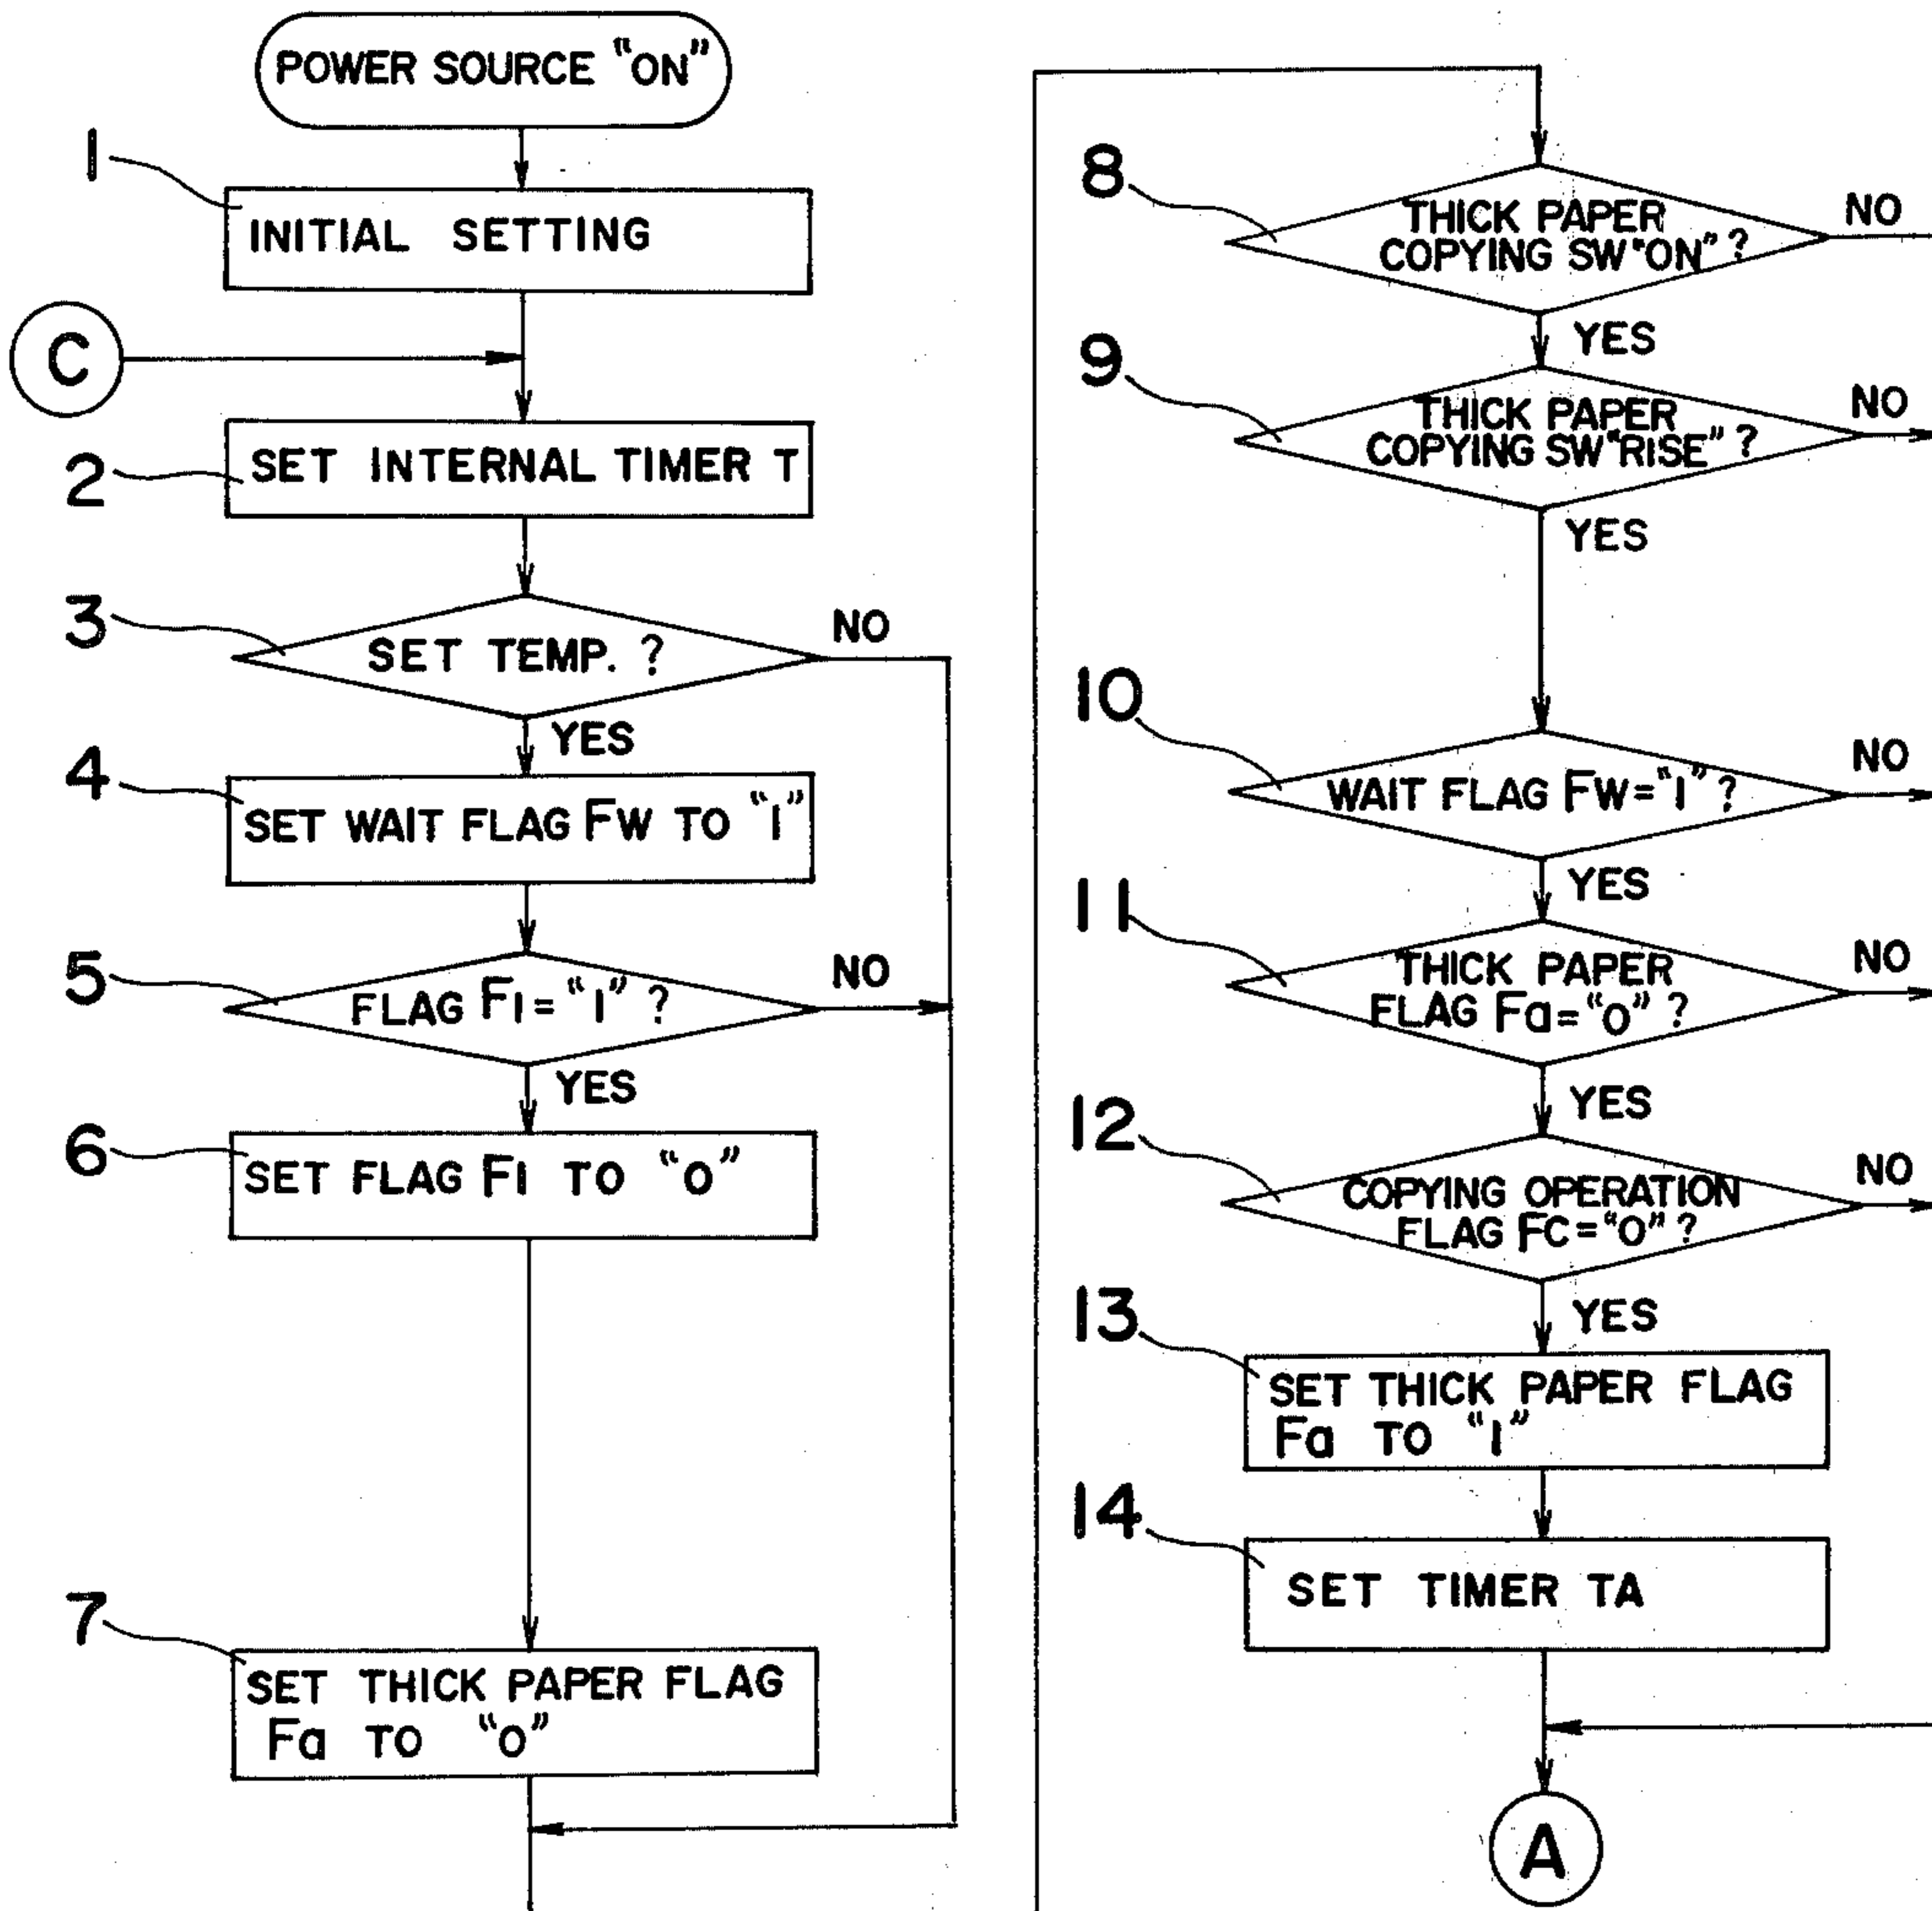 POWER SOURCE "ON"
1
INITIAL SETTING
C
2
SET INTERNAL TIMER T
3
SET TEMP. ?
NO
YES
4
SET WAIT FLAG FW TO "1"
5
FLAG F1="1" ?
NO
YES
6
SET FLAG F1 TO "0"
7
SET THICK PAPER FLAG
Fa TO "0"
8
THICK PAPER
COPYING SW"ON" ?
NO
YES
9
THICK PAPER
COPYING SW"RISE" ?
NO
YES
10
WAIT FLAG FW="1" ?
NO
YES
11
THICK PAPER
FLAG Fa="0" ?
NO
YES
12
COPYING OPERATION
FLAG FC="0" ?
NO
YES
13
SET THICK PAPER FLAG
Fa TO "1"
14
SET TIMER TA
A